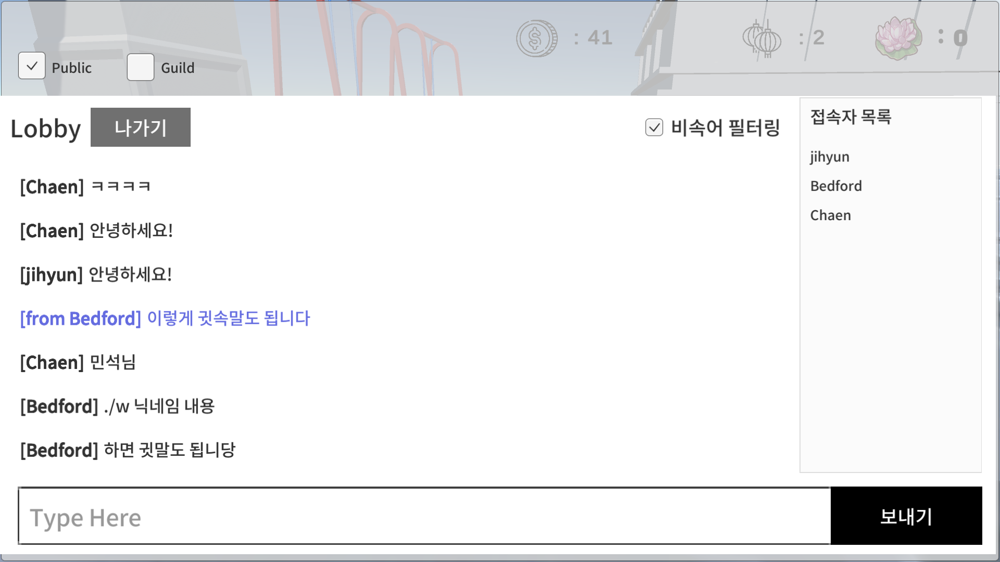 : 41
: 2
: 0
Public
Guild
Lobby
나가기
비속어 필터링
접속자 목록
jihyun
Bedford
Chaen
[Chaen] ㅋㅋㅋㅋ
[Chaen] 안녕하세요!
[jihyun] 안녕하세요!
[from Bedford] 이렇게 귓속말도 됩니다
[Chaen] 민석님
[Bedford] ./w 닉네임 내용
[Bedford] 하면 귓말도 됩니당
Type Here
보내기